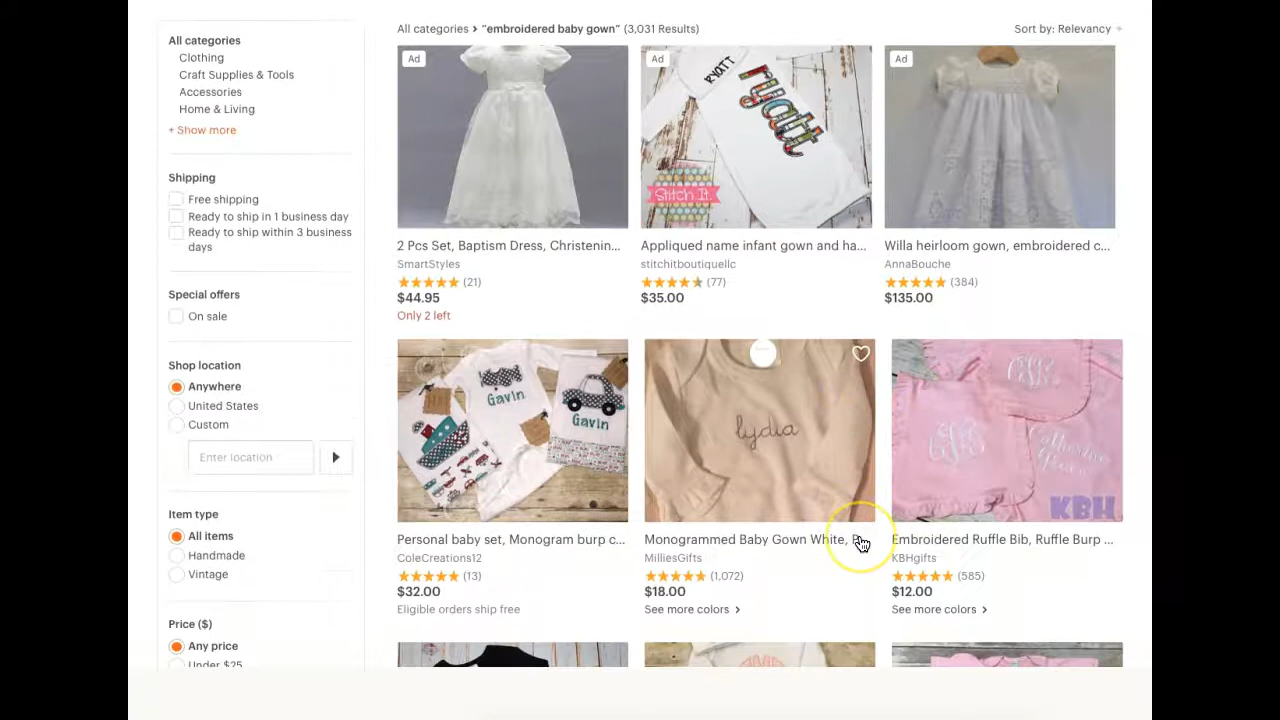 All categories
Clothing
Craft Supplies & Tools
Accessories
Home & Living
+ Show more
Shipping
Free shipping
Ready to ship in 1 business day
Ready to ship within 3 business
days
Special offers
On sale
Shop location
Anywhere
United States
Custom
Enter location
Item type
All items
Handmade
Vintage
Price ($)
Any price
Under $25
All categories > "embroidered baby gown" (3,031 Results)
Sort by: Relevancy
Ad
Ad
RYATT
ryatt
Stitch It.
Ad
2 Pcs Set, Baptism Dress, Christenin...
SmartStyles
(21)
$44.95
Only 2 left
Appliqued name infant gown and ha...
stitchitboutiquellc
(77)
$35.00
Willa heirloom gown, embroidered c...
AnnaBouche
(384)
$135.00
Gavin
Gavin
lydia
KBH
Personal baby set, Monogram burp c...
ColeCreations12
(13)
$32.00
Eligible orders ship free
Monogrammed Baby Gown White,
MilliesGifts
(1,072)
$18.00
See more colors >
Embroidered Ruffle Bib, Ruffle Burp ...
KBHgifts
(585)
$12.00
See more colors >